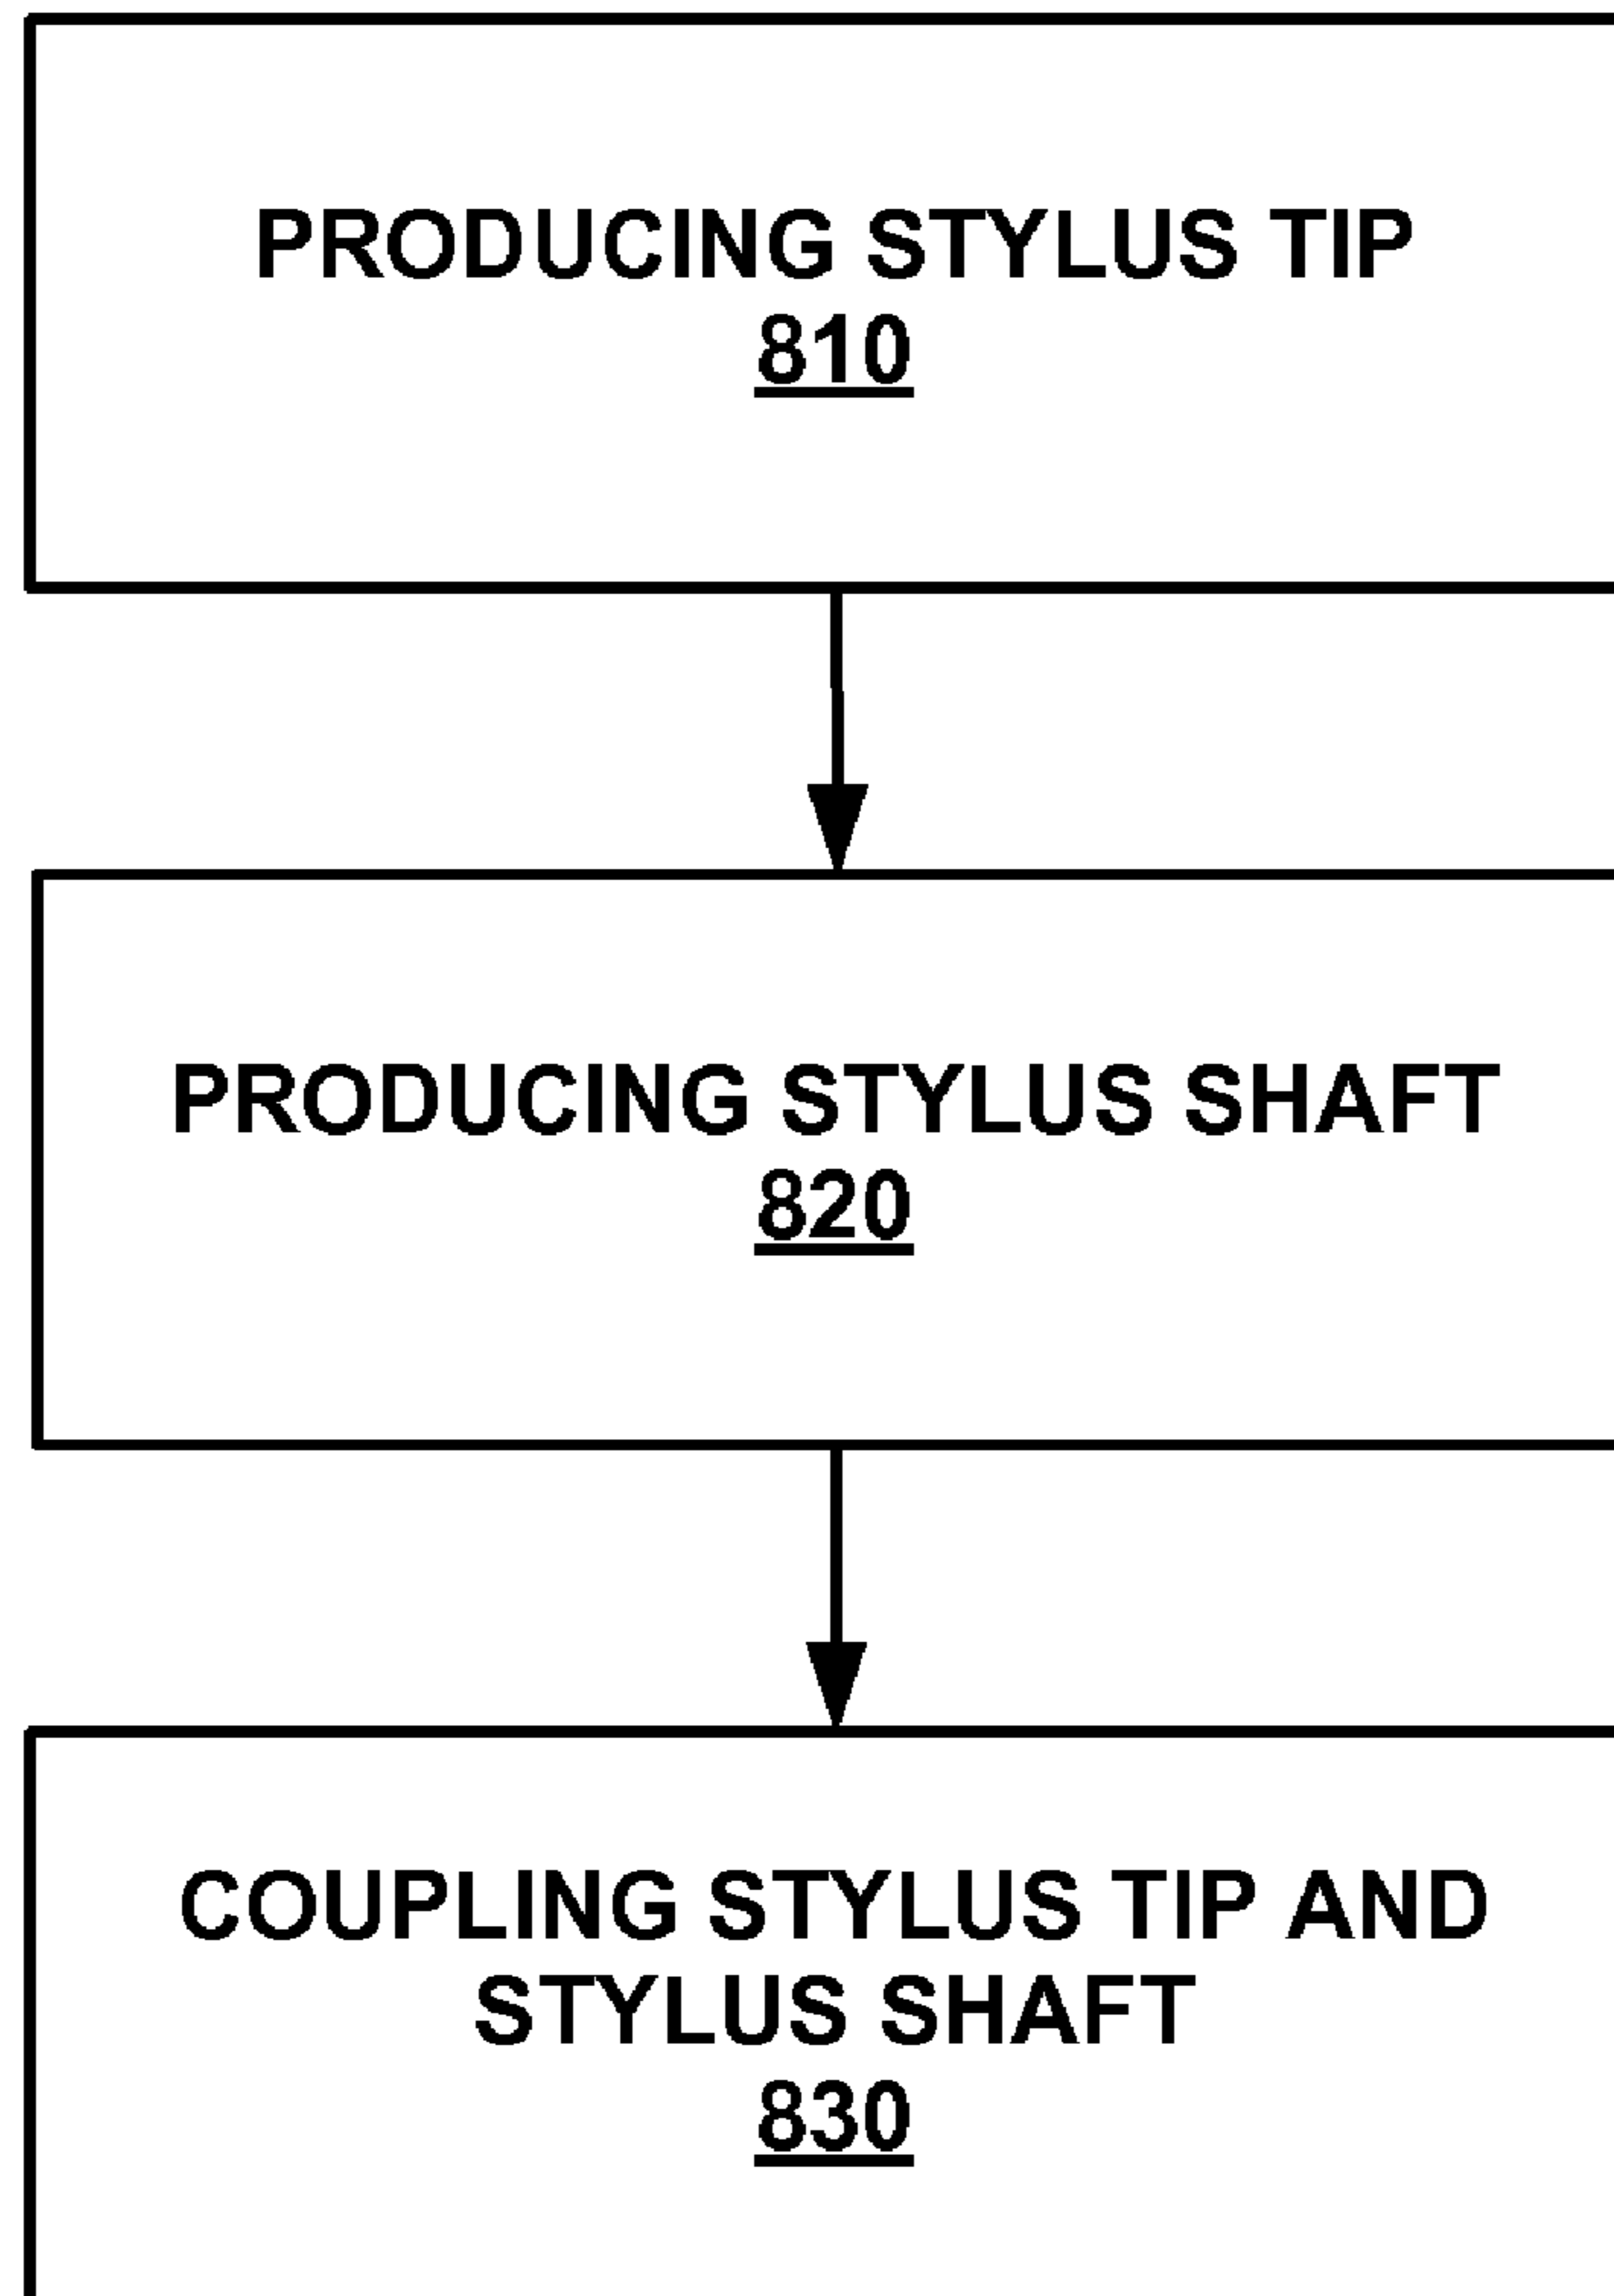 PRODUCING STYLUS TIP
810
PRODUCING STYLUS SHAFT
820
COUPLING STYLUS TIP AND
STYLUS SHAFT
830